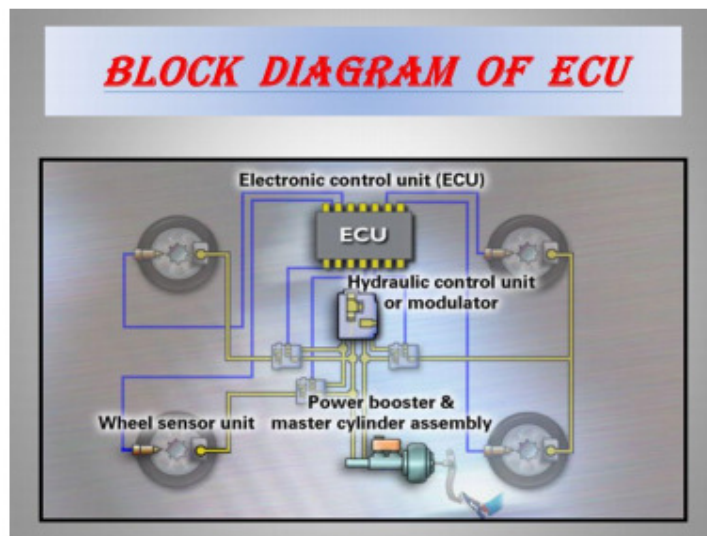 BLOCK DIAGRAM OF ECU
Electronic control unit (ECU)
ECU
Hydraulic control unit
or modulator
Power booster &
Wheel sensor unit
master cylinder assembly